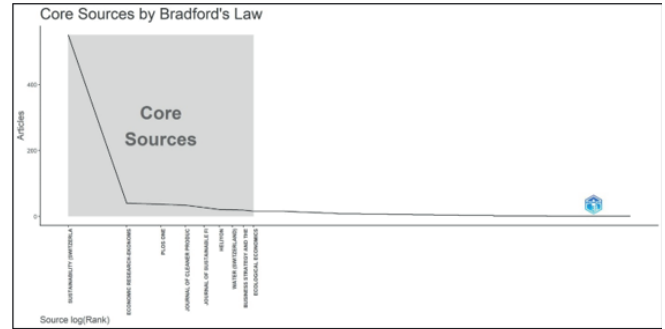 Core Sources by Bradford's Law
Articles
400
200
0
Core
Sources
SUSTAINABILITY (SWITZERLA
ECONOMIC RESEARCH-EKONOMS
PLOS ONE
JOURNAL OF CLEANER PRODUC
JOURNAL OF SUSTAINABLE FI
HELIYON
WATER (SWITZERLAND)
BUSINESS STRATEGY AND THE
ECOLOGICAL ECONOMICS
Source log(Rank)